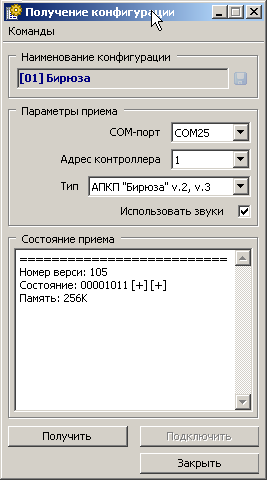 Получение конфигурации
Команды
Наименование конфигурации
[01] Бирюза
Параметры приема
COM-порт
COM25
Адрес контроллера
1
Тип
АПКП "Бирюза" v.2, v.3
Использовать звуки
Состояние приема
===========================
Номер верси: 105
Состояние: 00001011 [+] [+]
Память: 256K
Получить
Подключить
Закрыть